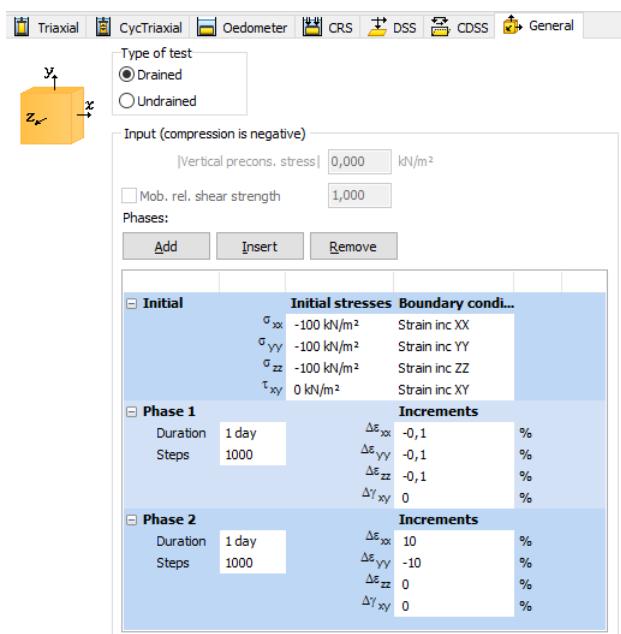 Triaxial CycTriaxial Oedometer CRS DSS CDSS General
Type of test
Drained
Undrained
y
x
z
Input (compression is negative)
|Vertical precons. stress| 0,000 kN/m²
Mob. rel. shear strength 1,000
Phases:
Add Insert Remove
Initial Initial stresses Boundary condi...
σxx -100 kN/m² Strain inc XX
σyy -100 kN/m² Strain inc YY
σzz -100 kN/m² Strain inc ZZ
τxy 0 kN/m² Strain inc XY
Phase 1 Increments
Duration 1 day Δεxx -0,1 %
Steps 1000 Δεyy -0,1 %
Δεzz -0,1 %
Δγxy 0 %
Phase 2 Increments
Duration 1 day Δεxx 10 %
Steps 1000 Δεyy -10 %
Δεzz 0 %
Δγxy 0 %